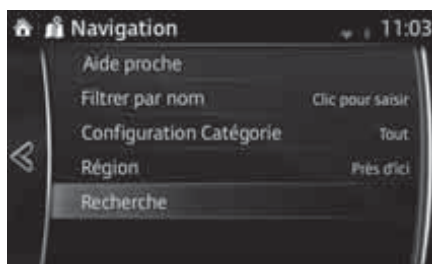 Navigation 11:03
Aide proche
Filtrer par nom Clic pour saisir
Configuration Catégorie Tout
Région Près d'ici
Recherche